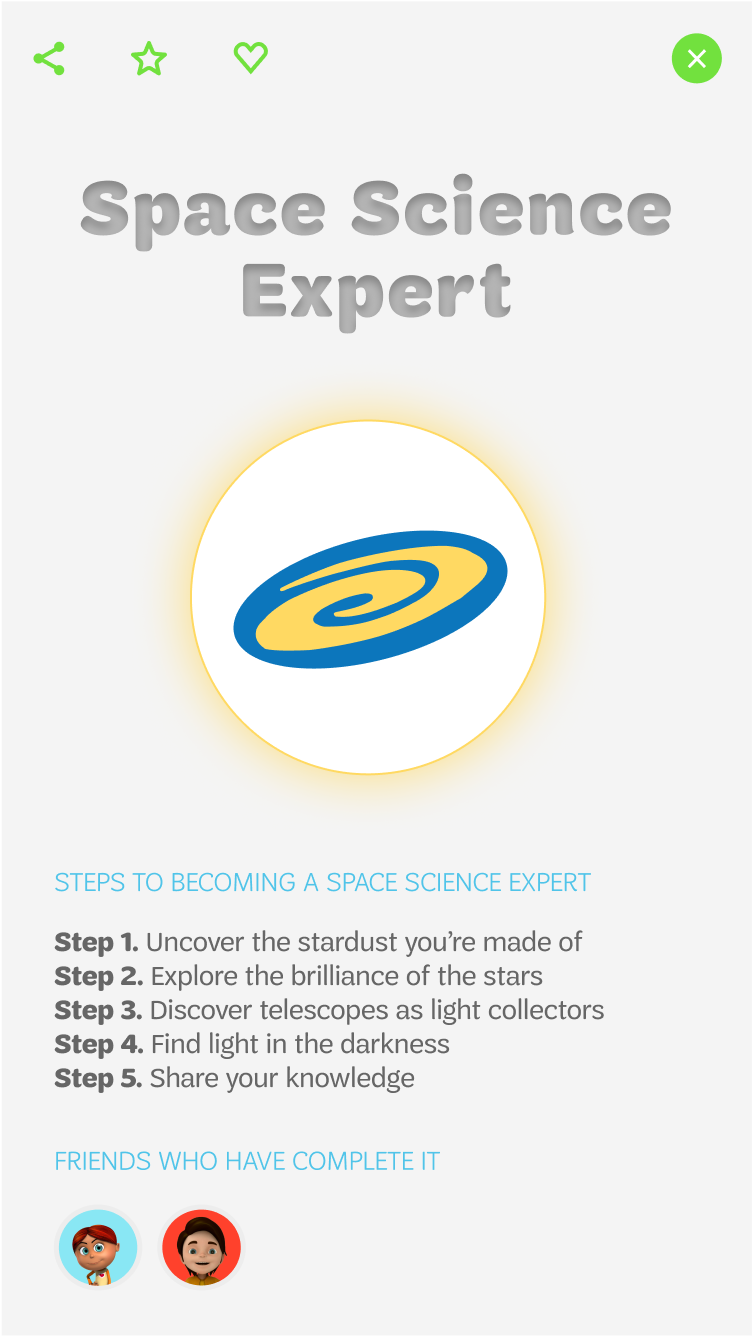 Space Science
Expert
STEPS TO BECOMING A SPACE SCIENCE EXPERT
Step 1. Uncover the stardust you’re made of
Step 2. Explore the brilliance of the stars
Step 3. Discover telescopes as light collectors
Step 4. Find light in the darkness
Step 5. Share your knowledge
FRIENDS WHO HAVE COMPLETE IT